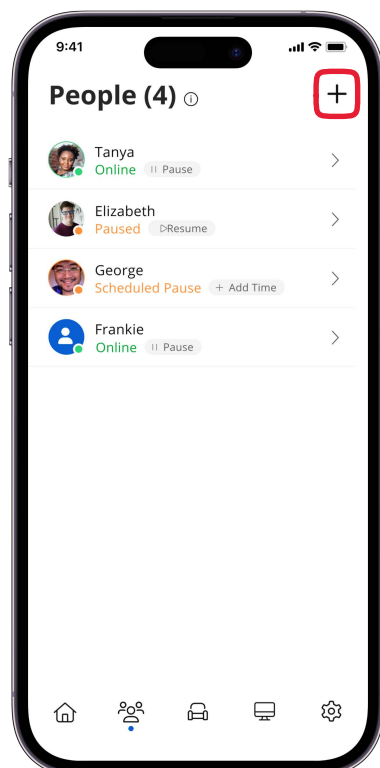 9:41
People (4)
Tanya
Online Pause
Elizabeth
Paused Resume
George
Scheduled Pause + Add Time
Frankie
Online Pause